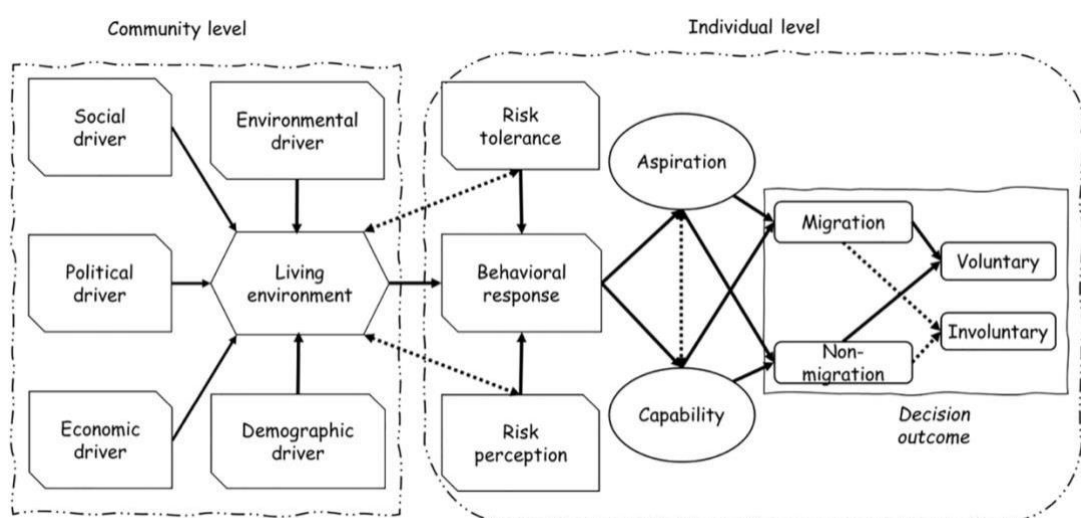 Community level
Individual level
Social
driver
Environmental
driver
Risk
tolerance
Aspiration
Migration
Political
driver
Living
environment
Behavioral
response
Voluntary
Involuntary
Non-
migration
Capability
Decision
outcome
Economic
driver
Demographic
driver
Risk
perception